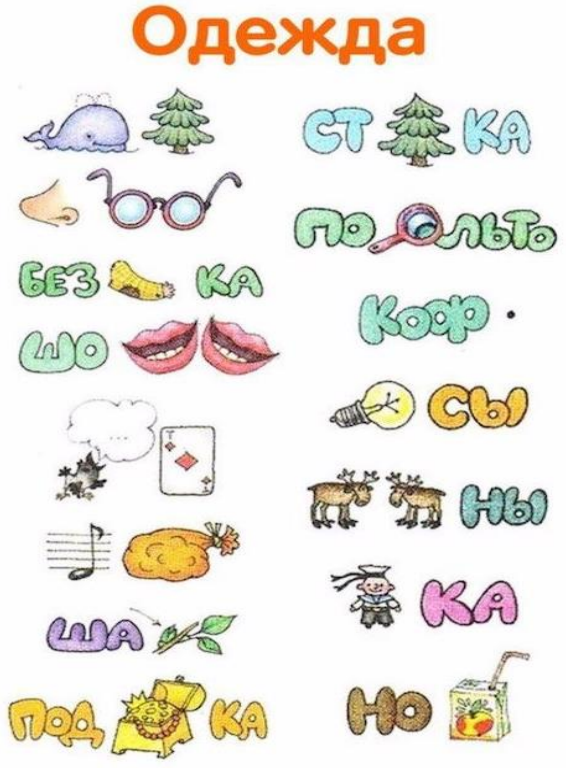 Одежда
СТ КА
ПО ЛЬТО
БЕЗ КА
Коф .
ШО
СЫ
...
Т
НЫ
ША
КА
ПОД КА
НО